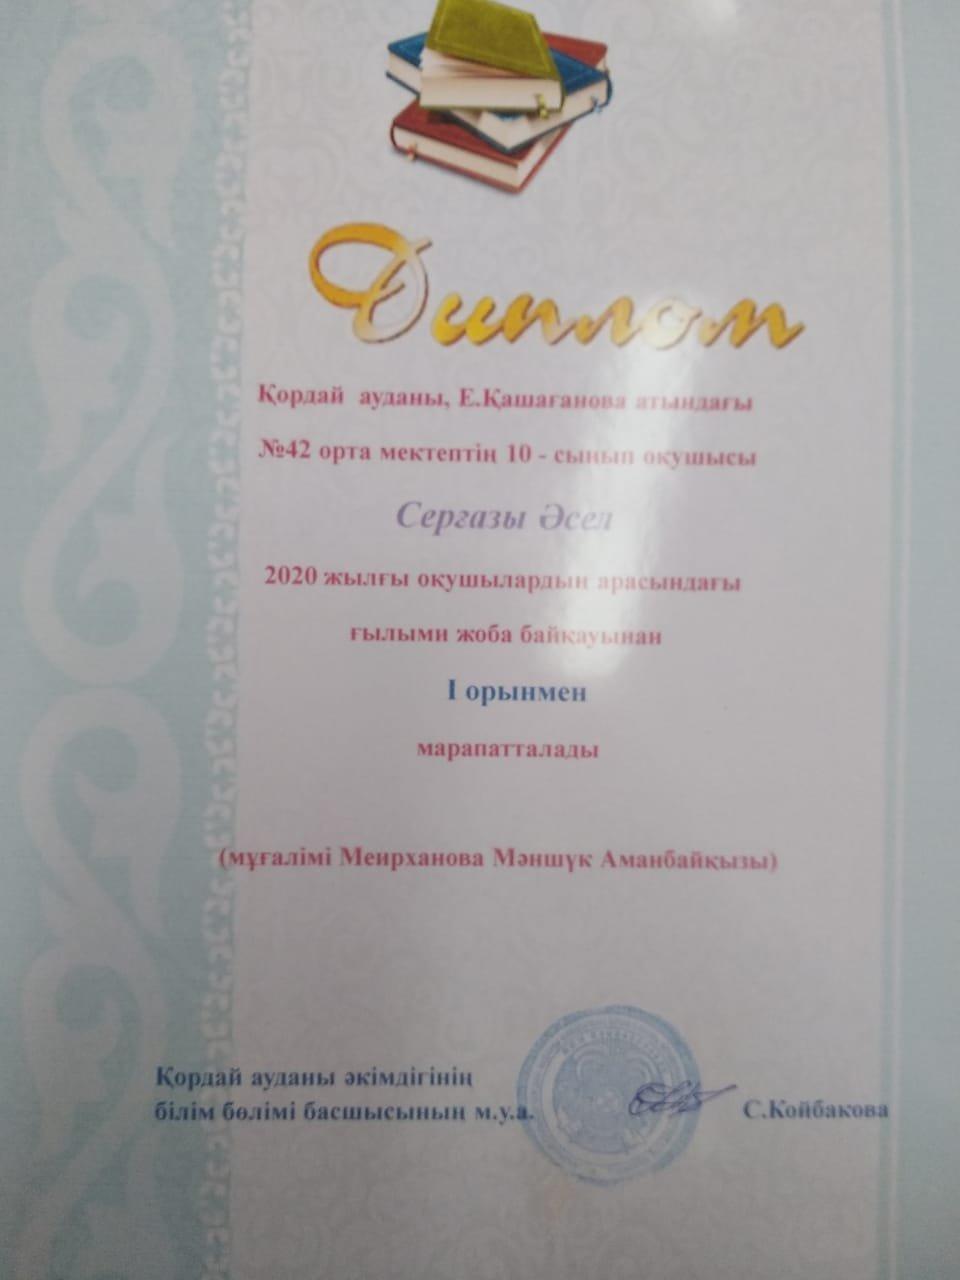 Диплом
Қордай ауданы, Е.Қашағанова атындағы
№42 орта мектептің 10 - сынып оқушысы
Серғазы Әсел
2020 жылғы оқушылардың арасындағы
ғылыми жоба байқауынан
I орынмен
марапатталады
(мұғалімі Меирханова Мәншүк Аманбайқызы)
Қордай ауданы әкімдігінің
білім бөлімі басшысының м.у.а.
С.Койбакова